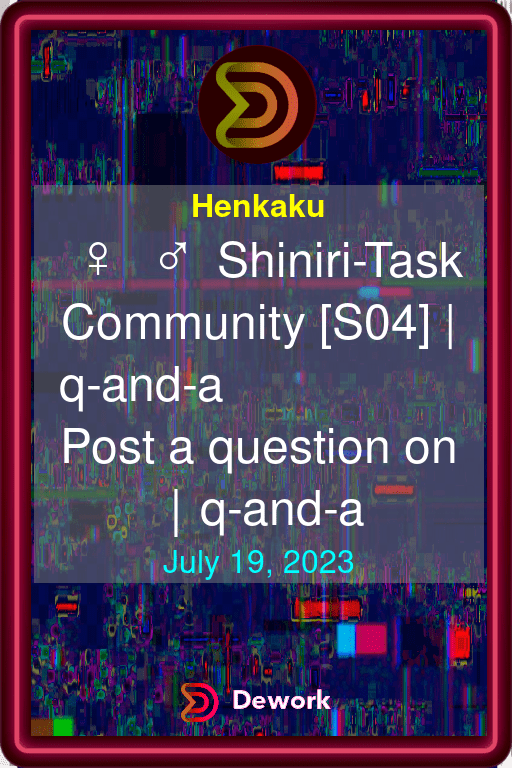 Henkaku
♀ ♂ Shiniri-Task
Community [S04] |
q-and-a
Post a question on
| q-and-a
July 19, 2023
Dework